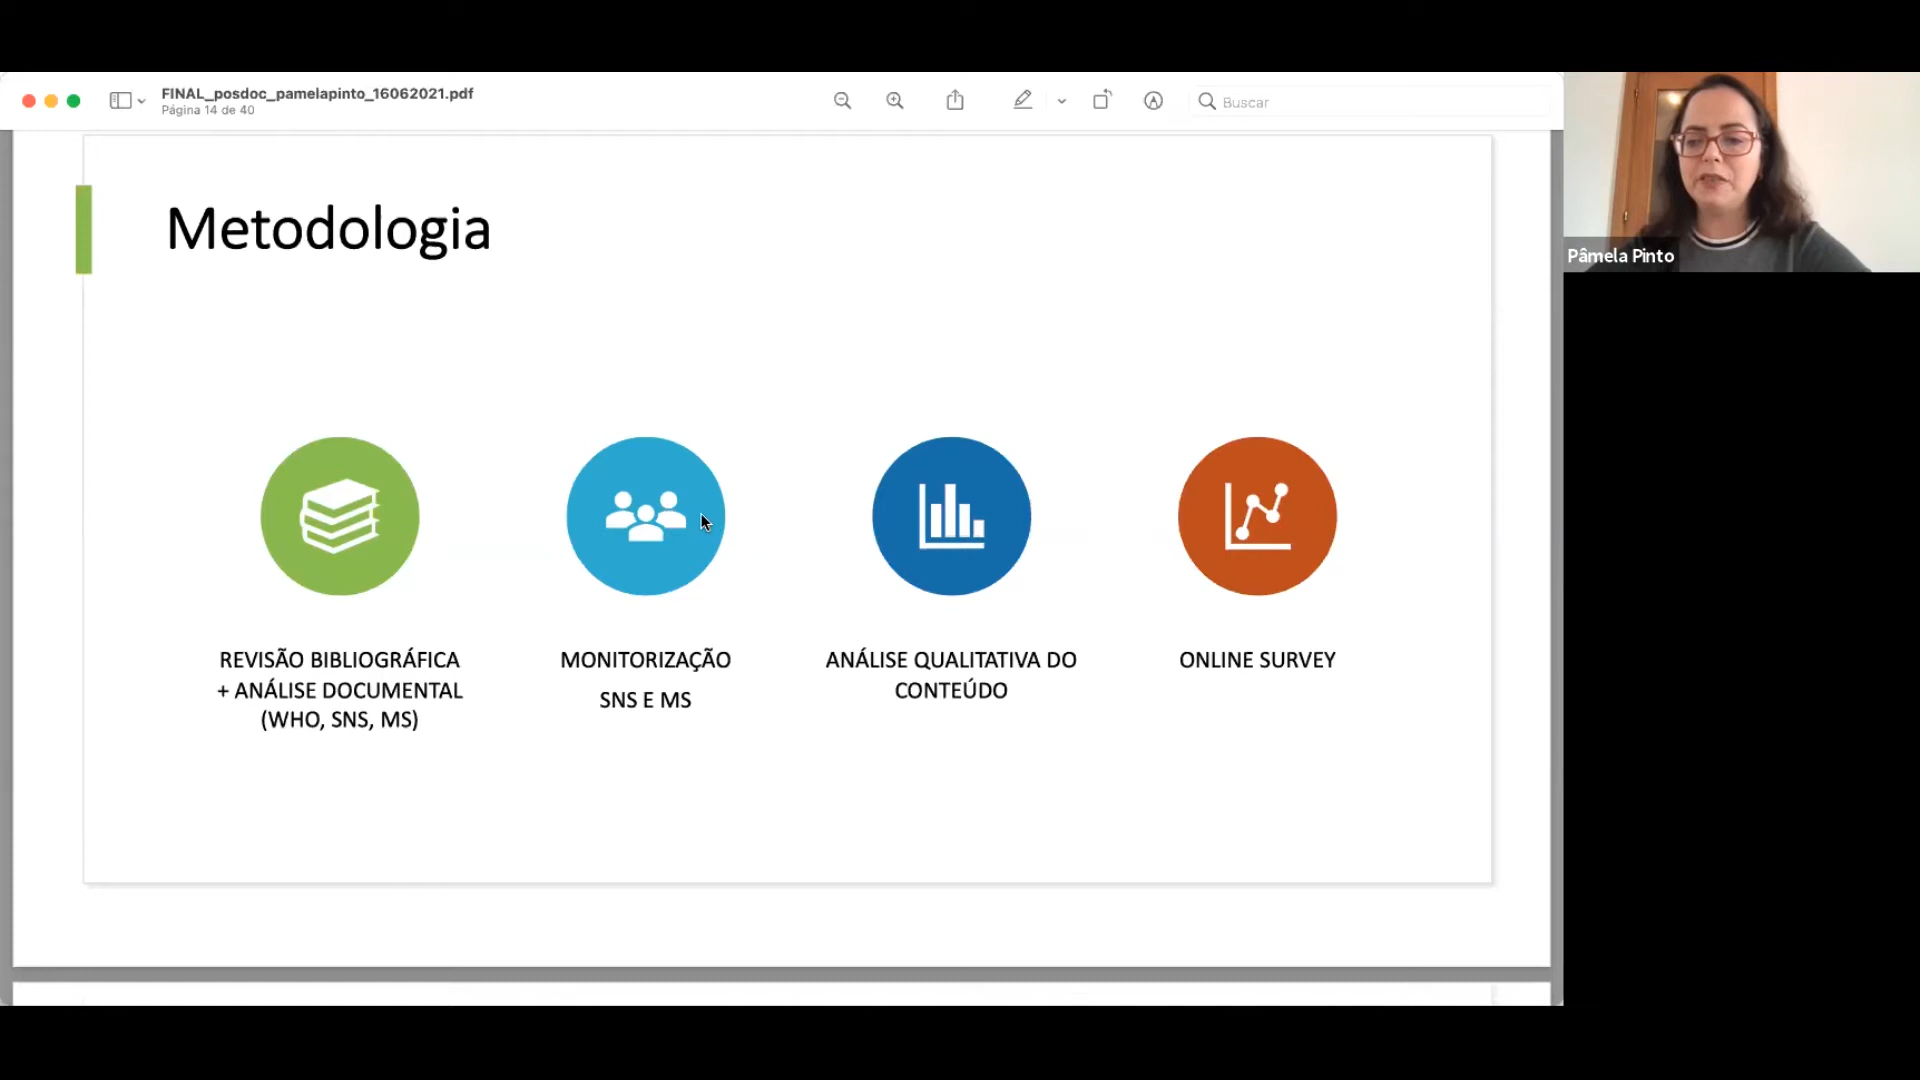 FINAL_posdoc_pamelapinto_16062021.pdf
Página 14 de 40
Buscar
Pâmela Pinto
Metodologia
REVISÃO BIBLIOGRÁFICA
+ ANÁLISE DOCUMENTAL
(WHO, SNS, MS)
MONITORIZAÇÃO
SNS E MS
ANÁLISE QUALITATIVA DO
CONTEÚDO
ONLINE SURVEY